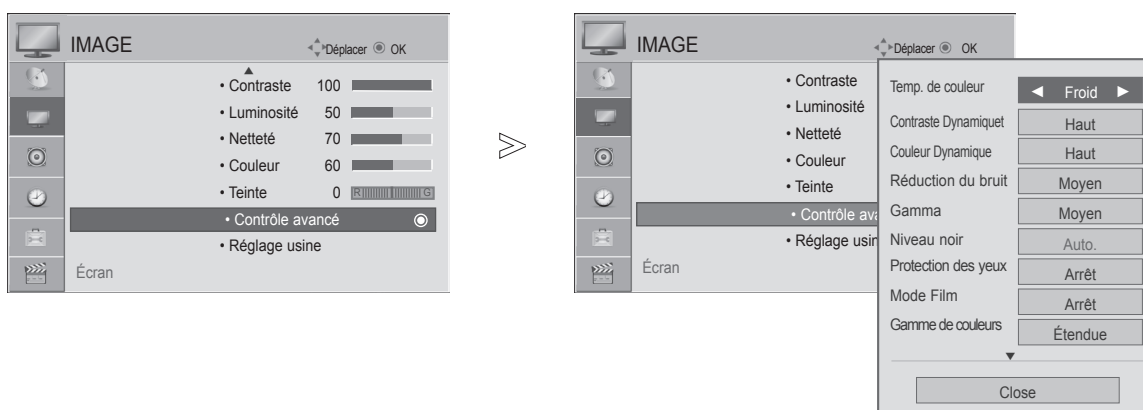 IMAGE
Déplacer OK
• Contraste 100
• Luminosité 50
• Netteté 70
• Couleur 60
• Teinte 0 R G
• Contrôle avancé
• Réglage usine
Écran
IMAGE
Déplacer OK
• Contraste
• Luminosité
• Netteté
• Couleur
• Teinte
• Contrôle ava
• Réglage usin
Écran
Temp. de couleur Froid
Contraste Dynamiquet Haut
Couleur Dynamique Haut
Réduction du bruit Moyen
Gamma Moyen
Niveau noir Auto.
Protection des yeux Arrêt
Mode Film Arrêt
Gamme de couleurs Étendue
Close